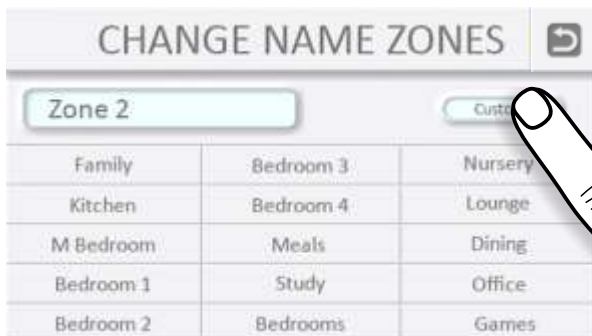 CHANGE NAME ZONES
Zone 2
Family Bedroom 3 Nursery
Kitchen Bedroom 4 Lounge
M Bedroom Meals Dining
Bedroom 1 Study Office
Bedroom 2 Bedrooms Games